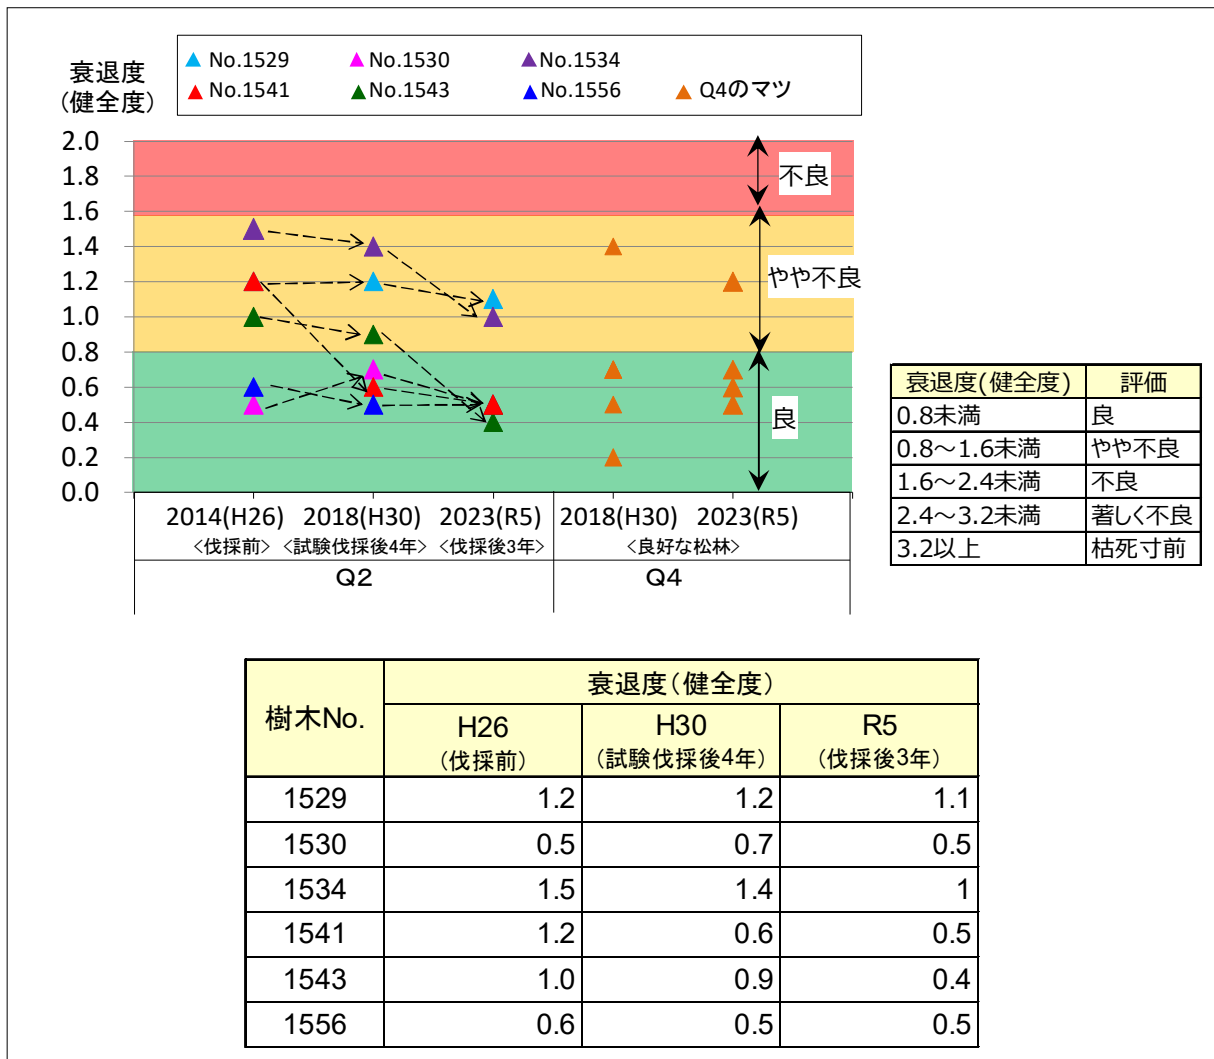 衰退度
(健全度)
No.1529 No.1530 No.1534
No.1541 No.1543 No.1556 Q4のマツ
2.0
1.8
1.6
1.4
1.2
1.0
0.8
0.6
0.4
0.2
0.0
不良
やや不良
良
2014(H26) 2018(H30) 2023(R5) 2018(H30) 2023(R5)
<伐採前> <試験伐採後4年> <伐採後3年> <良好な松林>
Q2 Q4
衰退度(健全度) 評価
0.8未満 良
0.8～1.6未満 やや不良
1.6～2.4未満 不良
2.4～3.2未満 著しく不良
3.2以上 枯死寸前
樹木No. 衰退度(健全度)
H26 H30 R5
(伐採前) (試験伐採後4年) (伐採後3年)
1529 1.2 1.2 1.1
1530 0.5 0.7 0.5
1534 1.5 1.4 1
1541 1.2 0.6 0.5
1543 1.0 0.9 0.4
1556 0.6 0.5 0.5